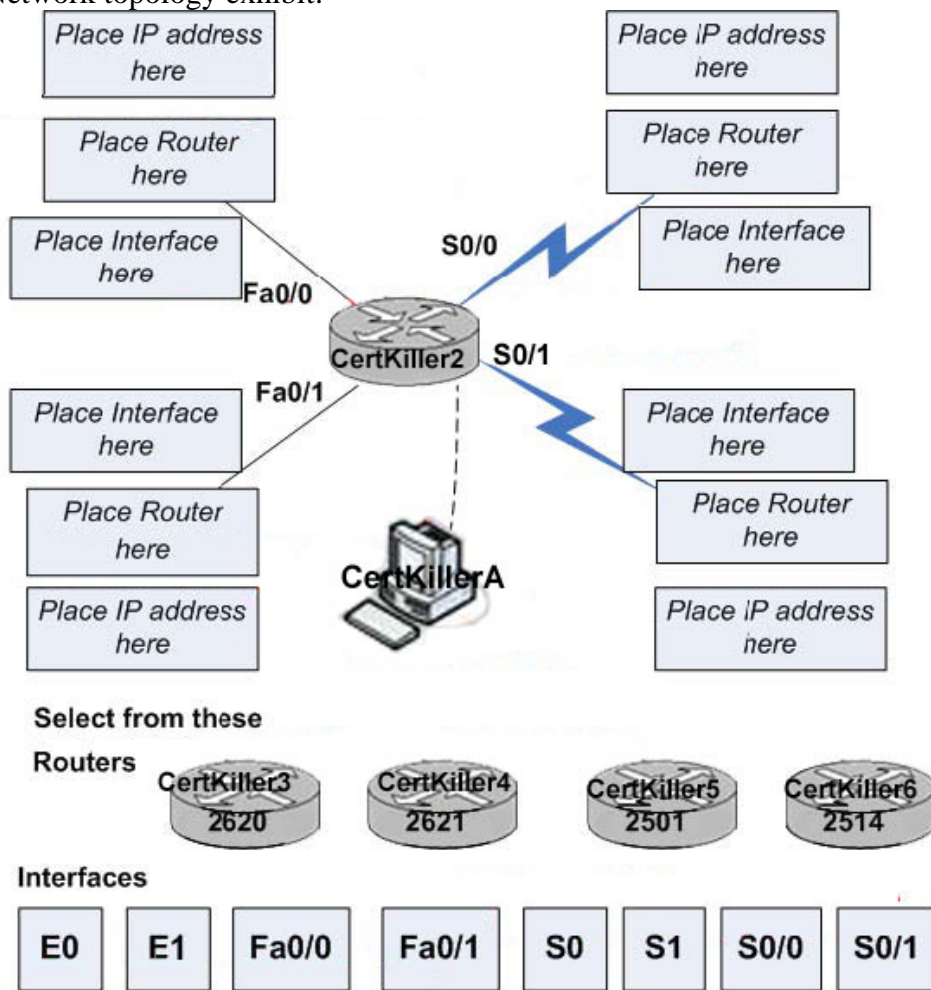 Network topology exhibit:
Place IP address
here
Place IP address
here
Place Router
here
Place Router
here
Place Interface
here
Place Interface
here
S0/0
Fa0/0
CertKiller2
S0/1
Fa0/1
Place Interface
here
Place Interface
here
Place Router
here
Place Router
here
CertKillerA
Place IP address
here
Place IP address
here
Select from these
Routers
CertKiller3
2620
CertKiller4
2621
CertKiller5
2501
CertKiller6
2514
Interfaces
E0
E1
Fa0/0
Fa0/1
S0
S1
S0/0
S0/1